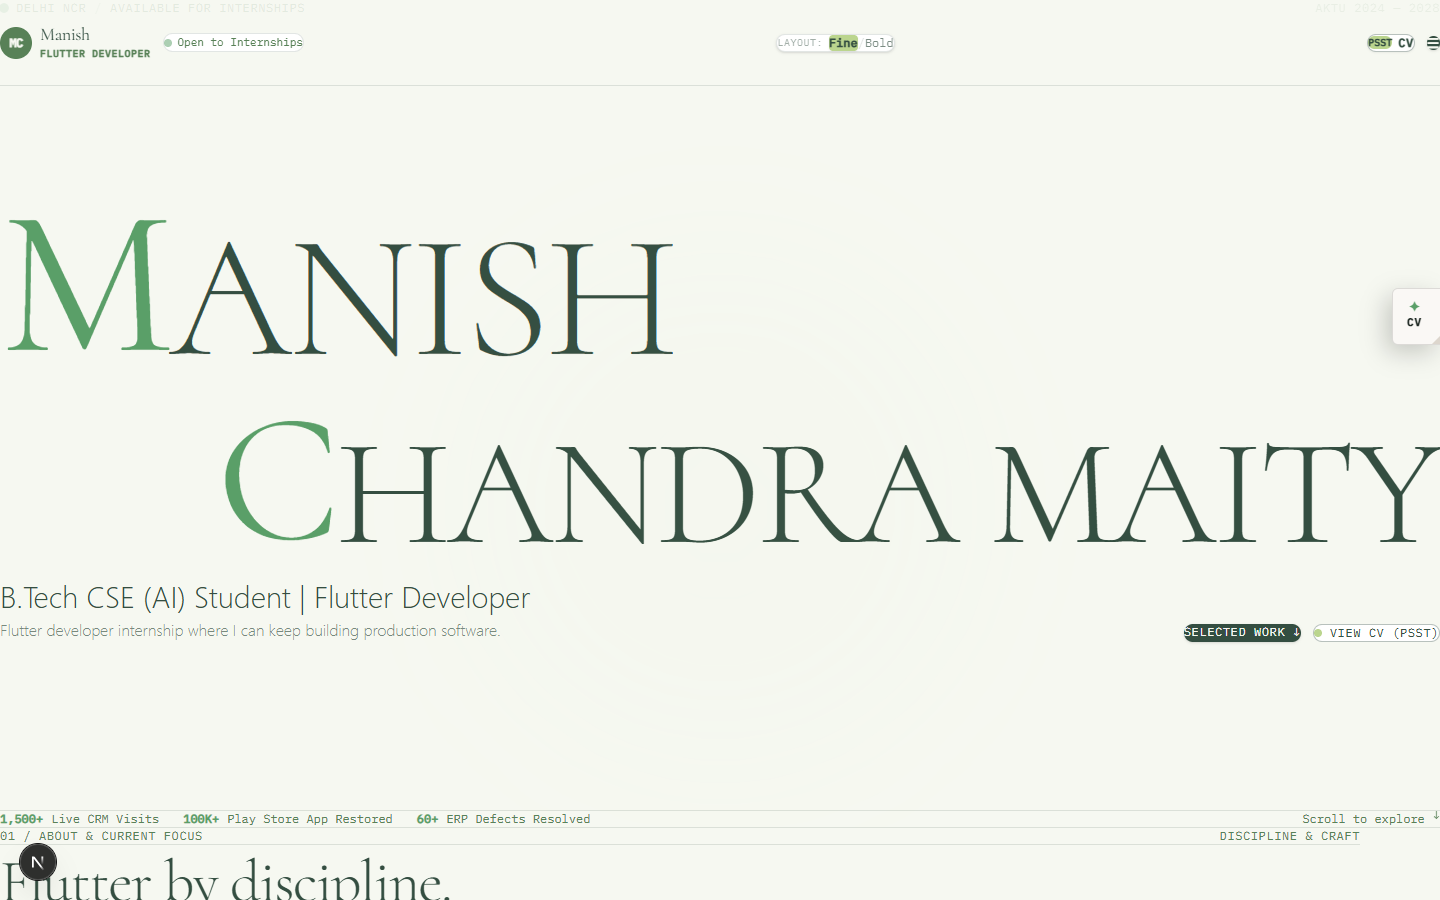 DELHI NCR / AVAILABLE FOR INTERNSHIPS
AKTU 2024 — 2028
MC
Manish
FLUTTER DEVELOPER
Open to Internships
LAYOUT: Fine / Bold
PSST CV
MANISH
✦
CV
CHANDRA MAITY
B.Tech CSE (AI) Student | Flutter Developer
Flutter developer internship where I can keep building production software.
SELECTED WORK ↓
VIEW CV (PSST)
1,500+ Live CRM Visits 100K+ Play Store App Restored 60+ ERP Defects Resolved
Scroll to explore ↓
01 / ABOUT & CURRENT FOCUS
DISCIPLINE & CRAFT
N
Flutter by discipline.